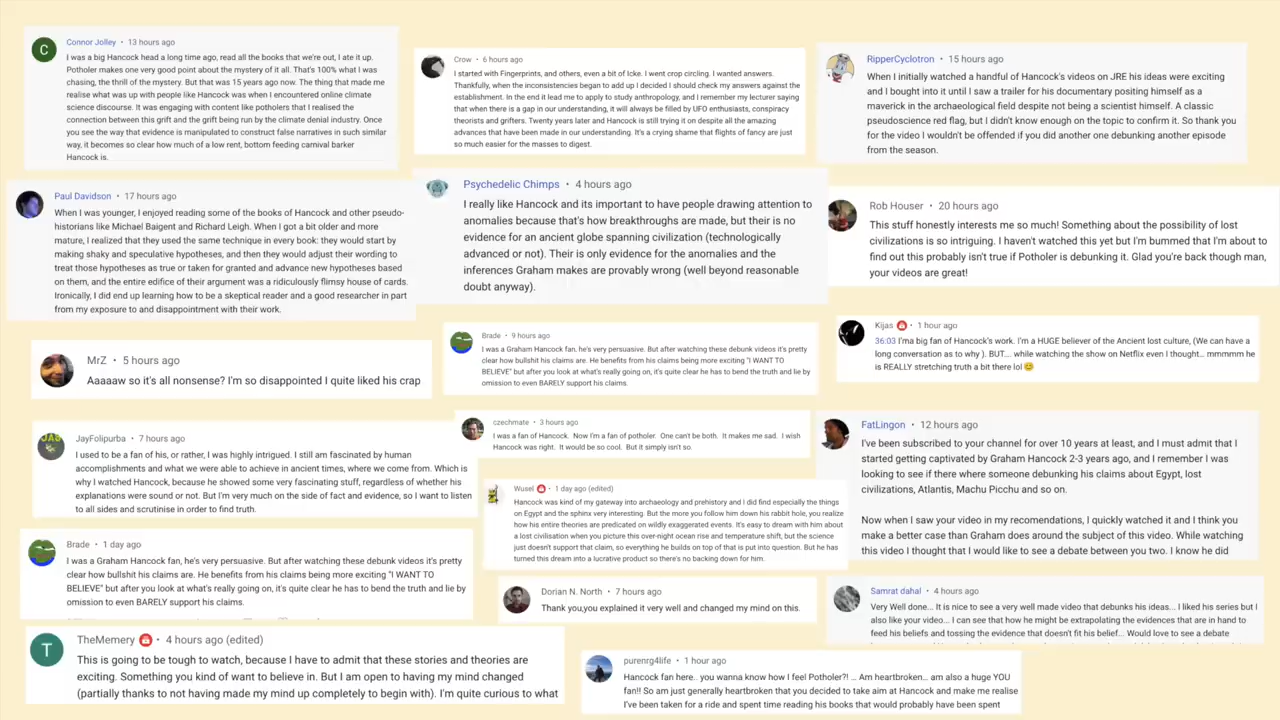 C
Connor Jolley • 13 hours ago
I was a big Hancock head a long time ago, read all the books that we're out, I ate it up.
Potholer makes one very good point about the mystery of it all. That's 100% what I was
chasing, the thrill of the mystery. But that was 15 years ago now. The thing that made me
realise what was up with people like Hancock was when I encountered online climate
science discourse. It was engaging with content like potholers that I realised the
connection between this grift and the grift being run by the climate denial industry. Once
you see the way that evidence is manipulated to construct false narratives in such similar
way, it becomes so clear how much of a low rent, bottom feeding carnival barker
Hancock is.
Crow • 6 hours ago
I started with Fingerprints, and others, even a bit of Icke. I went crop circling. I wanted answers.
Thankfully, when the inconsistencies began to add up I decided I should check my answers against the
establishment. In the end it lead me to apply to study anthropology, and I remember my lecturer saying
that when there is a gap in our understanding, it will always be filled by UFO enthusiasts, conspiracy
theorists and grifters. Twenty years later and Hancock is still trying it on despite all the amazing
advances that have been made in our understanding. It's a crying shame that flights of fancy are just
so much easier for the masses to digest.
RipperCyclotron • 15 hours ago
When I initially watched a handful of Hancock's videos on JRE his ideas were exciting
and I bought into it until I saw a trailer for his documentary positing himself as a
maverick in the archaeological field despite not being a scientist himself. A classic
pseudoscience red flag, but I didn't know enough on the topic to confirm it. So thank you
for the video I wouldn't be offended if you did another one debunking another episode
from the season.
Paul Davidson • 17 hours ago
When I was younger, I enjoyed reading some of the books of Hancock and other pseudo-
historians like Michael Baigent and Richard Leigh. When I got a bit older and more
mature, I realized that they used the same technique in every book: they would start by
making shaky and speculative hypotheses, and then they would adjust their wording to
treat those hypotheses as true or taken for granted and advance new hypotheses based
on them, and the entire edifice of their argument was a ridiculously flimsy house of cards.
Ironically, I did end up learning how to be a skeptical reader and a good researcher in part
from my exposure to and disappointment with their work.
Psychedelic Chimps • 4 hours ago
I really like Hancock and its important to have people drawing attention to
anomalies because that's how breakthroughs are made, but their is no
evidence for an ancient globe spanning civilization (technologically
advanced or not). Their is only evidence for the anomalies and the
inferences Graham makes are provably wrong (well beyond reasonable
doubt anyway).
Rob Houser • 20 hours ago
This stuff honestly interests me so much! Something about the possibility of lost
civilizations is so intriguing. I haven't watched this yet but I'm bummed that I'm about to
find out this probably isn't true if Potholer is debunking it. Glad you're back though man,
your videos are great!
MrZ • 5 hours ago
Aaaaaw so it's all nonsense? I'm so disappointed I quite liked his crap
Brade • 9 hours ago
I was a Graham Hancock fan, he's very persuasive. But after watching these debunk videos it's pretty
clear how bullshit his claims are. He benefits from his claims being more exciting "I WANT TO
BELIEVE" but after you look at what's really going on, it's quite clear he has to bend the truth and lie by
omission to even BARELY support his claims.
Kijas • 1 hour ago
36:03 I'ma big fan of Hancock's work. I'm a HUGE believer of the Ancient lost culture, (We can have a
long conversation as to why ). BUT.... while watching the show on Netflix even I thought... mmmmm he
is REALLY stretching truth a bit there lol 😊
JayFolipurba • 7 hours ago
I used to be a fan of his, or rather, I was highly intrigued. I still am fascinated by human
accomplishments and what we were able to achieve in ancient times, where we come from. Which is
why I watched Hancock, because he showed some very fascinating stuff, regardless of whether his
explanations were sound or not. But I'm very much on the side of fact and evidence, so I want to listen
to all sides and scrutinise in order to find truth.
czechmate • 3 hours ago
I was a fan of Hancock. Now I'm a fan of potholer. One can't be both. It makes me sad. I wish
Hancock was right. It would be so cool. But it simply isn't so.
FatLingon • 12 hours ago
I've been subscribed to your channel for over 10 years at least, and I must admit that I
started getting captivated by Graham Hancock 2-3 years ago, and I remember I was
looking to see if there where someone debunking his claims about Egypt, lost
civilizations, Atlantis, Machu Picchu and so on.
Now when I saw your video in my recomendations, I quickly watched it and I think you
make a better case than Graham does around the subject of this video. While watching
this video I thought that I would like to see a debate between you two. I know he did
Wusel • 1 day ago (edited)
Hancock was kind of my gateway into archaeology and prehistory and I did find especially the things
on Egypt and the sphinx very interesting. But the more you follow him down his rabbit hole, you realize
how his entire theories are predicated on wildly exaggerated events. It's easy to dream with him about
a lost civilisation when you picture this over-night ocean rise and temperature shift, but the science
just doesn't support that claim, so everything he builds on top of that is put into question. But he has
turned this dream into a lucrative product so there's no backing down for him.
Brade • 1 day ago
I was a Graham Hancock fan, he's very persuasive. But after watching these debunk videos it's pretty
clear how bullshit his claims are. He benefits from his claims being more exciting "I WANT TO
BELIEVE" but after you look at what's really going on, it's quite clear he has to bend the truth and lie by
omission to even BARELY support his claims.
Dorian N. North • 7 hours ago
Thank you,you explained it very well and changed my mind on this.
Samrat dahal • 4 hours ago
Very Well done... It is nice to see a very well made video that debunks his ideas... I liked his series but I
also like your video... I can see that how he might be extrapolating the evidences that are in hand to
feed his beliefs and tossing the evidence that doesn't fit his belief... Would love to see a debate
T
TheMemery • 4 hours ago (edited)
This is going to be tough to watch, because I have to admit that these stories and theories are
exciting. Something you kind of want to believe in. But I am open to having my mind changed
(partially thanks to not having made my mind up completely to begin with). I'm quite curious to what
purenrg4life • 1 hour ago
Hancock fan here.. you wanna know how I feel Potholer?! .. Am heartbroken... am also a huge YOU
fan!! So am just generally heartbroken that you decided to take aim at Hancock and make me realise
I've been taken for a ride and spent time reading his books that would probably have been spent